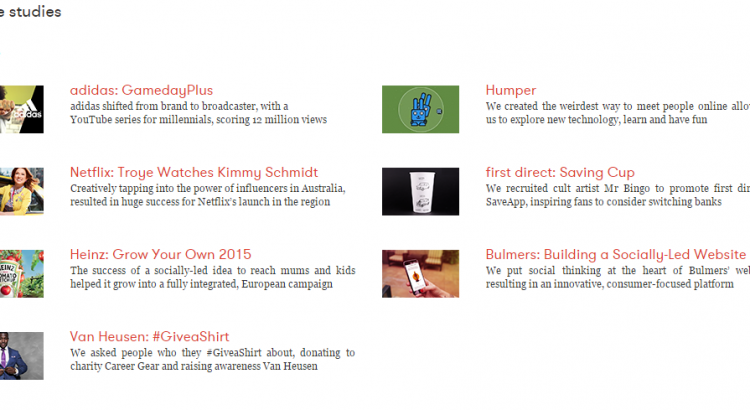 e studies
adidas: GamedayPlus
adidas shifted from brand to broadcaster, with a
YouTube series for millennials, scoring 12 million views
Netflix: Troye Watches Kimmy Schmidt
Creatively tapping into the power of influencers in Australia,
resulted in huge success for Netflix's launch in the region
Heinz: Grow Your Own 2015
The success of a socially-led idea to reach mums and kids
helped it grow into a fully integrated, European campaign
Van Heusen: #GiveaShirt
We asked people who they #GiveaShirt about, donating to
charity Career Gear and raising awareness Van Heusen
Humper
We created the weirdest way to meet people online allo
us to explore new technology, learn and have fun
first direct: Saving Cup
We recruited cult artist Mr Bingo to promote first di
SaveApp, inspiring fans to consider switching banks
Bulmers: Building a Socially-Led Website
We put social thinking at the heart of Bulmers' we
resulting in an innovative, consumer-focused platform
adidas
HEINZ